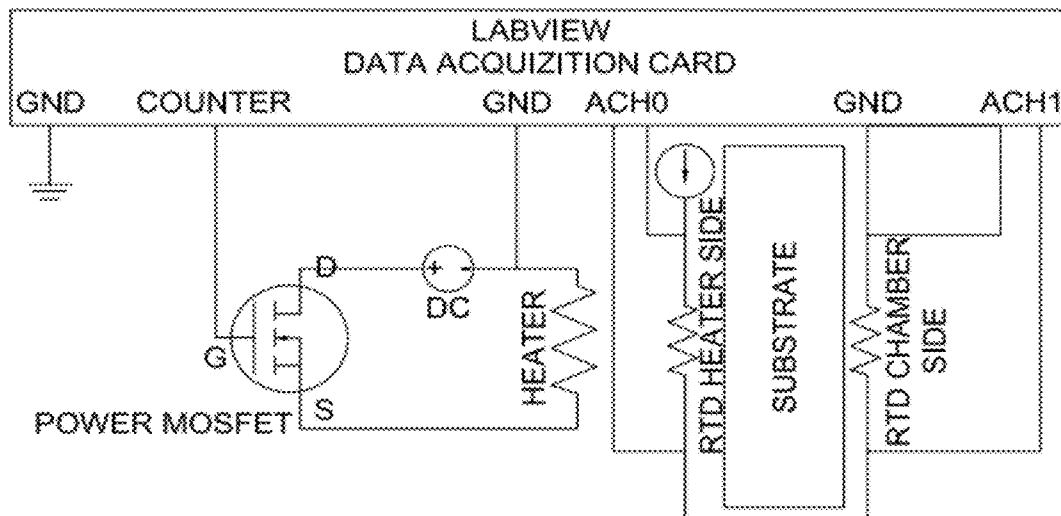 LABVIEW
DATA ACQUIZITION CARD
GND COUNTER GND ACH0 GND ACH1
D
+ -
DC
G
S
POWER MOSFET
HEATER
RTD HEATER SIDE
SUBSTRATE
RTD CHAMBER
SIDE